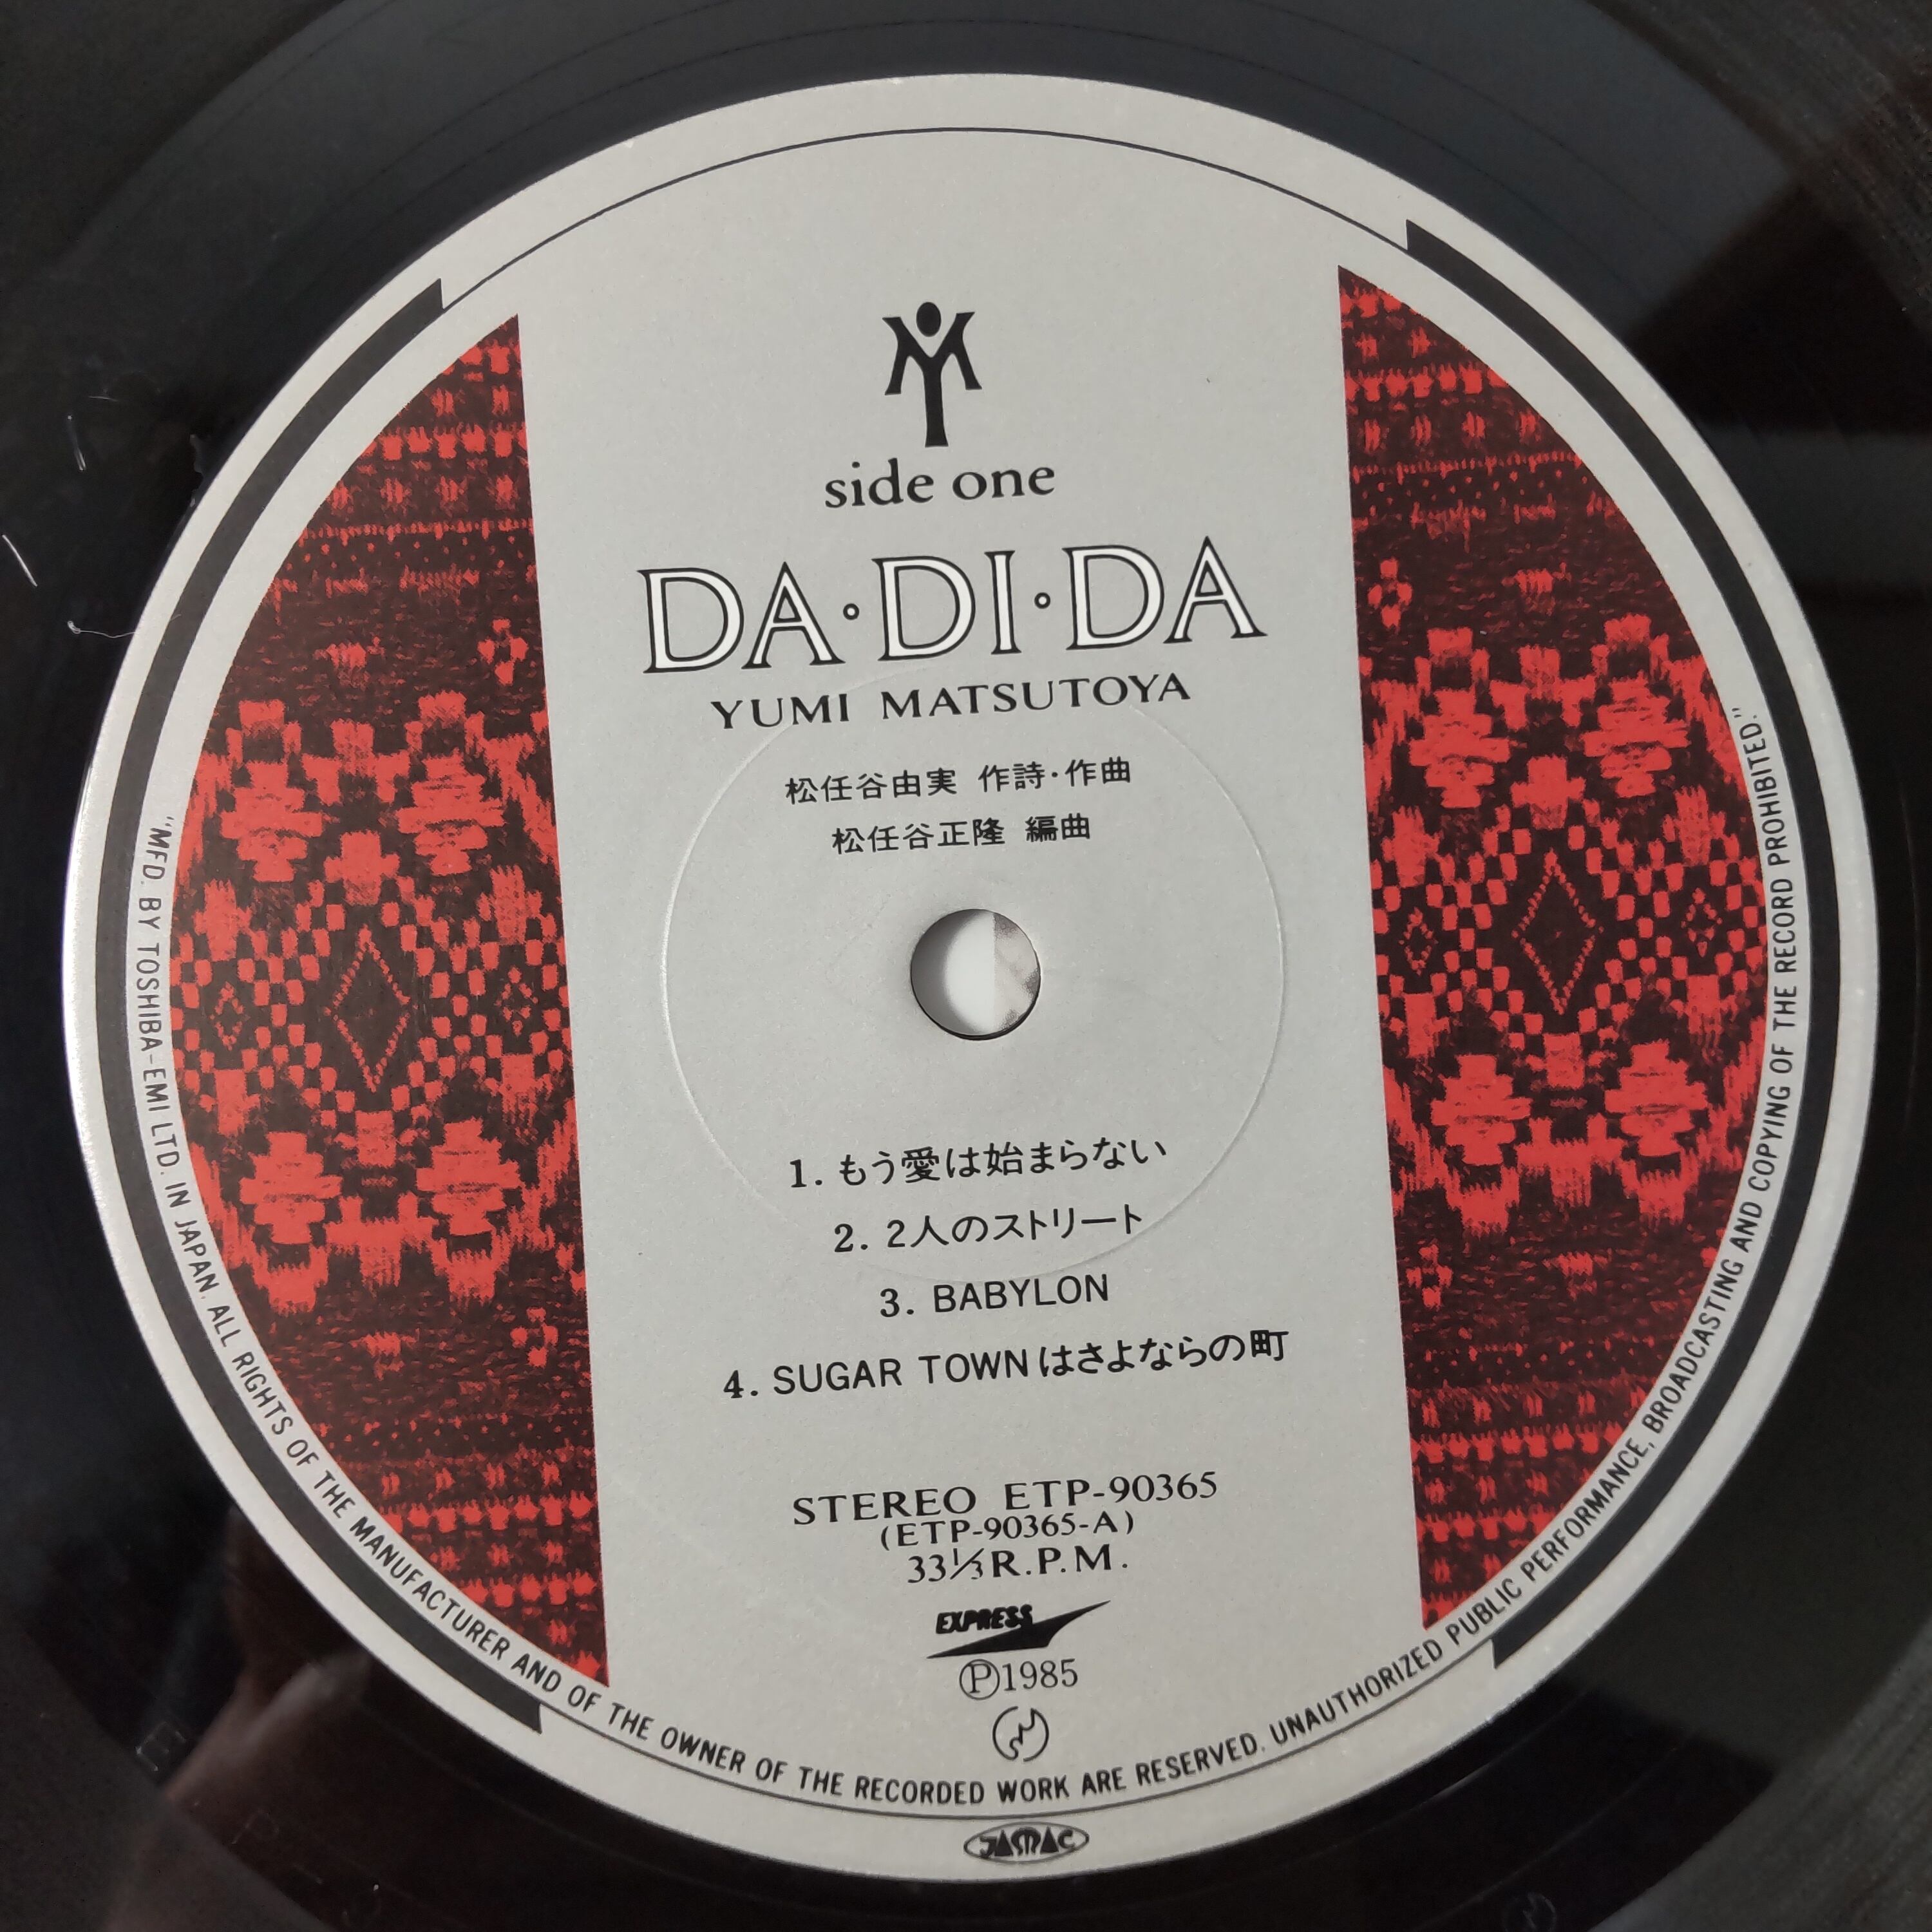 side one
DA·DI·DA
YUMI MATSUTOYA
松任谷由実 作詩・作曲
松任谷正隆 編曲
1. もう愛は始まらない
2. 2人のストリート
3. BABYLON
4. SUGAR TOWNはさよならの町
STEREO ETP-90365
(ETP-90365-A)
33⅓R.P.M.
EXPRESS
Ⓟ1985
"MFD. BY TOSHIBA-EMI LTD. IN JAPAN. ALL RIGHTS OF THE MANUFACTURER AND OF THE OWNER OF THE RECORDED WORK ARE RESERVED. UNAUTHORIZED PUBLIC PERFORMANCE, BROADCASTING AND COPYING OF THE RECORD PROHIBITED."
JASRAC